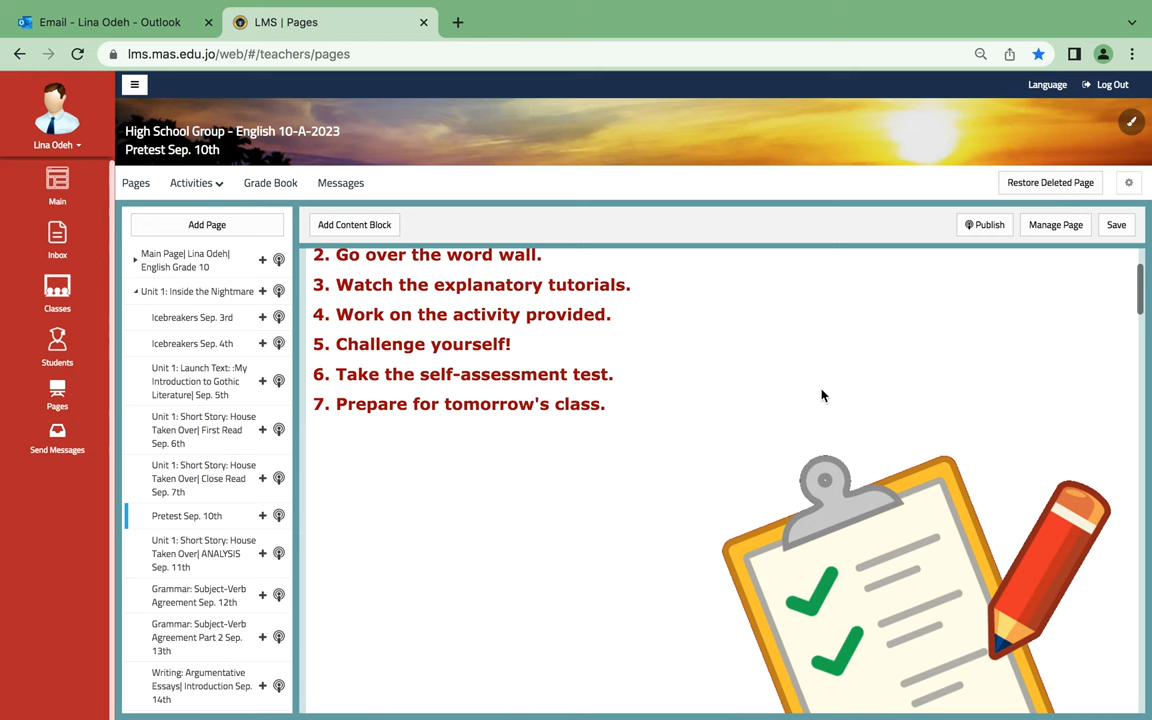 Email - Lina Odeh - Outlook
LMS | Pages
lms.mas.edu.jo/web/#/teachers/pages
Language
Log Out
High School Group - English 10-A-2023
Pretest Sep. 10th
Lina Odeh
Main
Inbox
Classes
Students
Pages
Send Messages
Pages
Activities
Grade Book
Messages
Restore Deleted Page
Add Page
Add Content Block
Publish
Manage Page
Save
Main Page| Lina Odeh|
English Grade 10
Unit 1: Inside the Nightmare
Icebreakers Sep. 3rd
Icebreakers Sep. 4th
Unit 1: Launch Text: :My
Introduction to Gothic
Literature| Sep. 5th
Unit 1: Short Story: House
Taken Over| First Read
Sep. 6th
Unit 1: Short Story: House
Taken Over| Close Read
Sep. 7th
Pretest Sep. 10th
Unit 1: Short Story: House
Taken Over| ANALYSIS
Sep. 11th
Grammar: Subject-Verb
Agreement Sep. 12th
Grammar: Subject-Verb
Agreement Part 2 Sep.
13th
Writing: Argumentative
Essays| Introduction Sep.
14th
2. Go over the word wall.
3. Watch the explanatory tutorials.
4. Work on the activity provided.
5. Challenge yourself!
6. Take the self-assessment test.
7. Prepare for tomorrow's class.